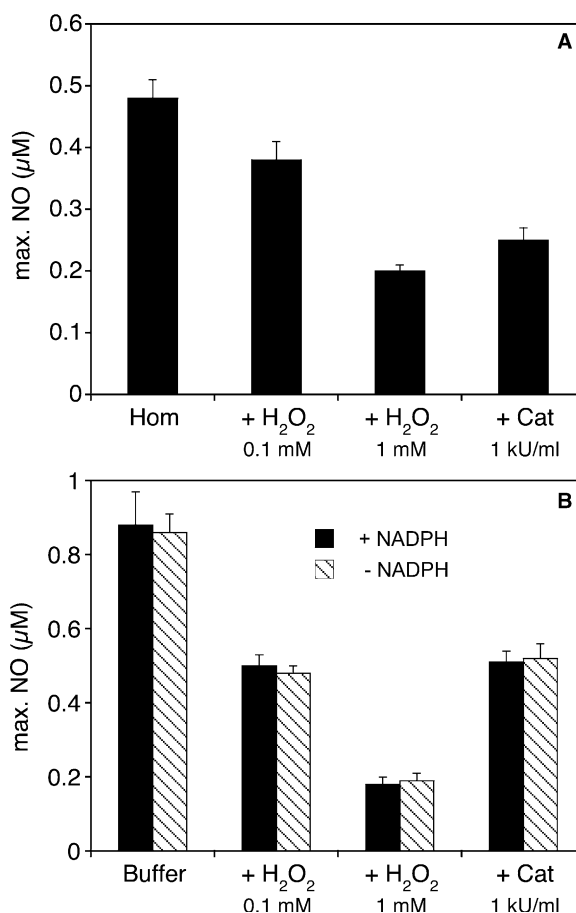 A
max. NO (µM)
0.6
0.5
0.4
0.3
0.2
0.1
0
Hom + H₂O₂ + H₂O₂ + Cat
0.1 mM 1 mM 1 kU/ml
B
max. NO (µM)
1
0.8
0.6
0.4
0.2
0
+ NADPH
- NADPH
Buffer + H₂O₂ + H₂O₂ + Cat
0.1 mM 1 mM 1 kU/ml